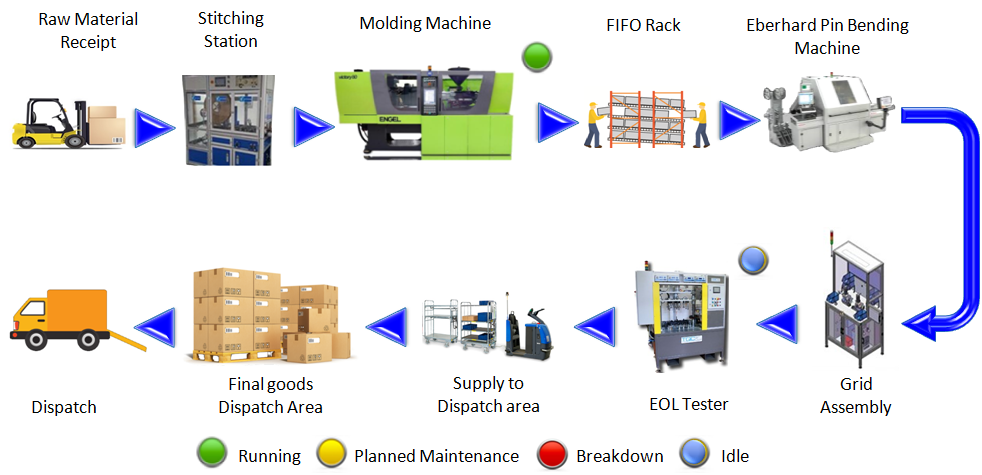 Raw Material
Receipt
Stitching
Station
Molding Machine
FIFO Rack
Eberhard Pin Bending
Machine
ENGEL
Dispatch
Final goods
Dispatch Area
Supply to
Dispatch area
EOL Tester
Grid
Assembly
Running
Planned Maintenance
Breakdown
Idle